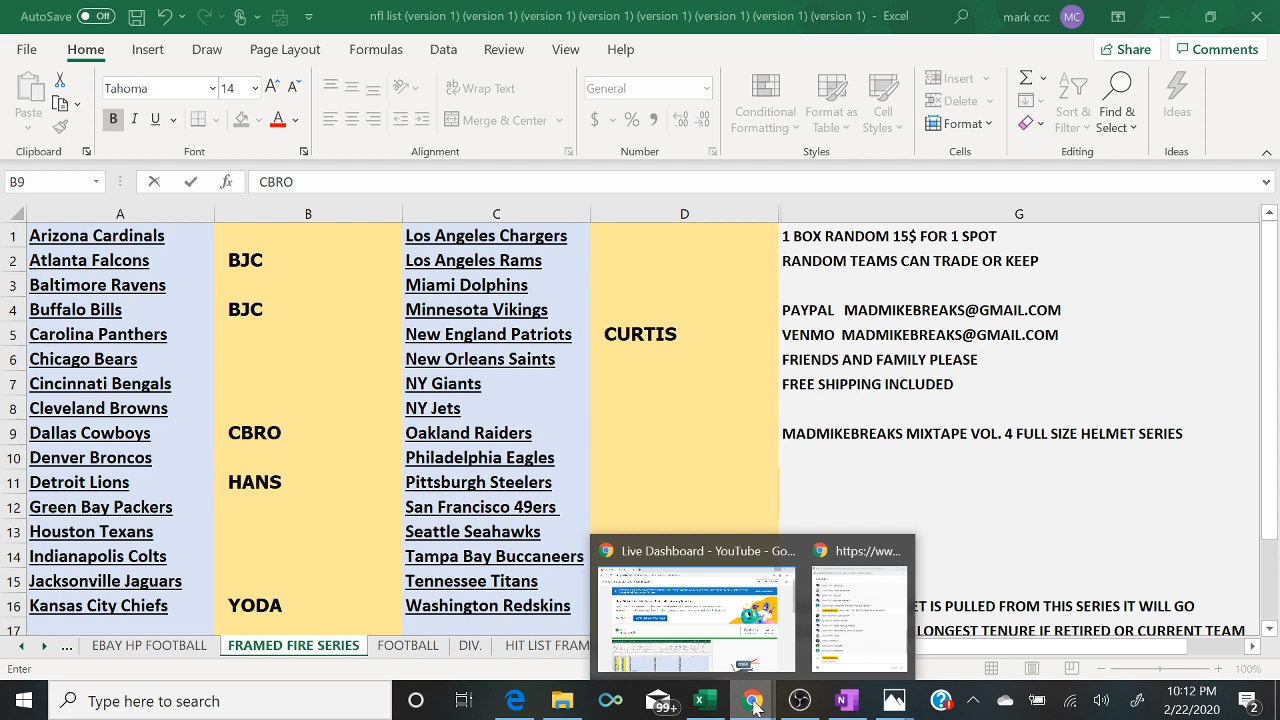 AutoSave Off nfl list (version 1) (version 1) (version 1) (version 1) (version 1) (version 1) - Excel mark ccc MC
File Home Insert Draw Page Layout Formulas Data Review View Help Share Comments
Paste Tahoma 14 Wrap Text General Conditional Formatting Format as Table Cell Styles Insert Delete Format Sort & Filter Find & Select Ideas
B I U A Merge & Center $ %
Clipboard Font Alignment Number Styles Cells Editing Ideas
B9 fx CBRO
A B C D G
1 Arizona Cardinals Los Angeles Chargers 1 BOX RANDOM 15$ FOR 1 SPOT
2 Atlanta Falcons BJC Los Angeles Rams RANDOM TEAMS CAN TRADE OR KEEP
3 Baltimore Ravens Miami Dolphins
4 Buffalo Bills BJC Minnesota Vikings PAYPAL MADMIKEBREAKS@GMAIL.COM
5 Carolina Panthers New England Patriots CURTIS VENMO MADMIKEBREAKS@GMAIL.COM
6 Chicago Bears New Orleans Saints FRIENDS AND FAMILY PLEASE
7 Cincinnati Bengals NY Giants FREE SHIPPING INCLUDED
8 Cleveland Browns NY Jets
9 Dallas Cowboys CBRO Oakland Raiders MADMIKEBREAKS MIXTAPE VOL. 4 FULL SIZE HELMET SERIES
10 Denver Broncos Philadelphia Eagles
11 Detroit Lions HANS Pittsburgh Steelers
12 Green Bay Packers San Francisco 49ers
13 Houston Texans Seattle Seahawks
14 Indianapolis Colts Tampa Bay Buccaneers
15 Jacksonville Jaguars Tennessee Titans
16 Kansas City Chiefs YODA Washington Redskins ET IS PULLED FROM THIS SERIES IT WILL GO
17 LONGEST TENURE IF RETIRED OR CURRENT TEAM
Live Dashboard - YouTube - Go... https://ww...
... EBAY TO FOOTBALL FRAMED FIRE SERIES FOOTBALL DIV. HIT LIST FRAM
Enter 100%
Type here to search 99+ 10:12 PM
2/22/2020 2